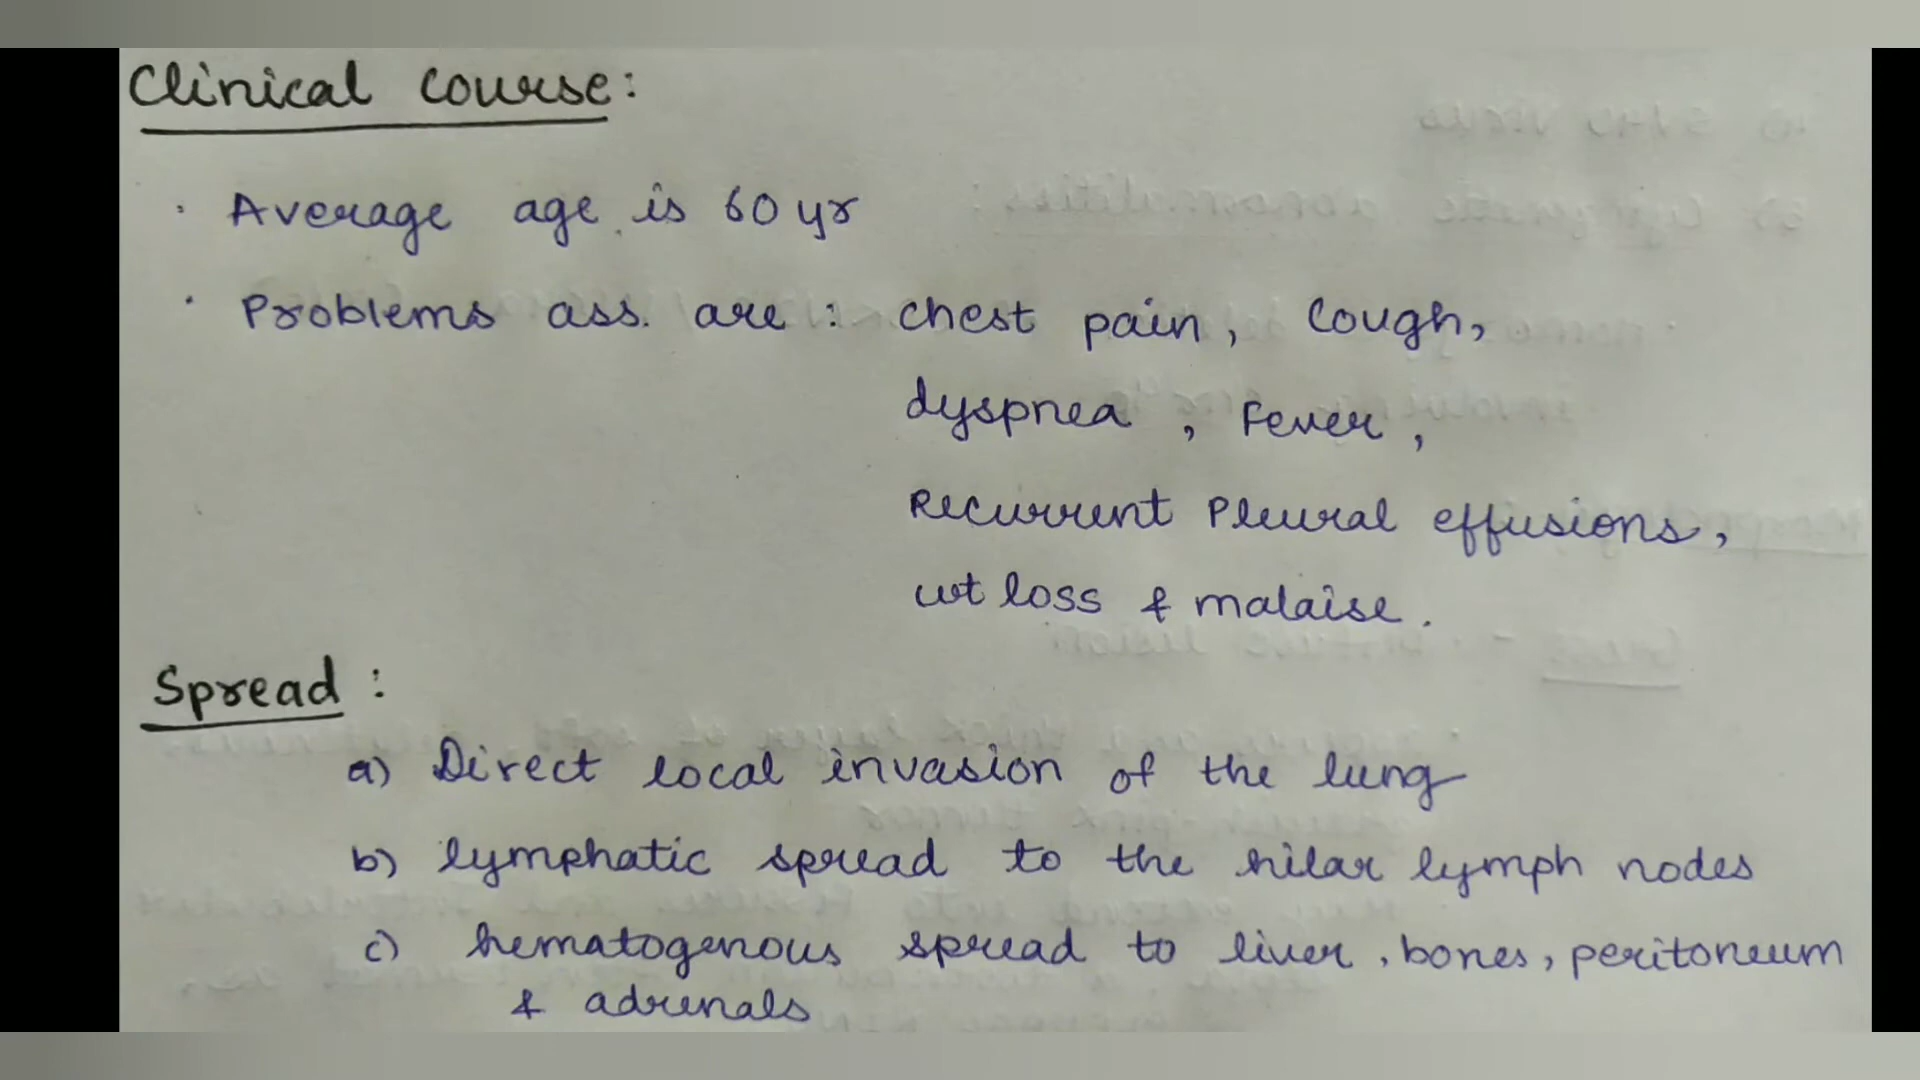 Clinical course:
· Average age is 60 yr
· Problems ass. are : chest pain, Cough,
dyspnea, Fever,
Recurrent Pleural effusions,
wt loss & malaise.
Spread :
a) Direct local invasion of the lung
b) lymphatic spread to the hilar lymph nodes
c) hematogenous spread to liver, bones, peritoneum
& adrenals